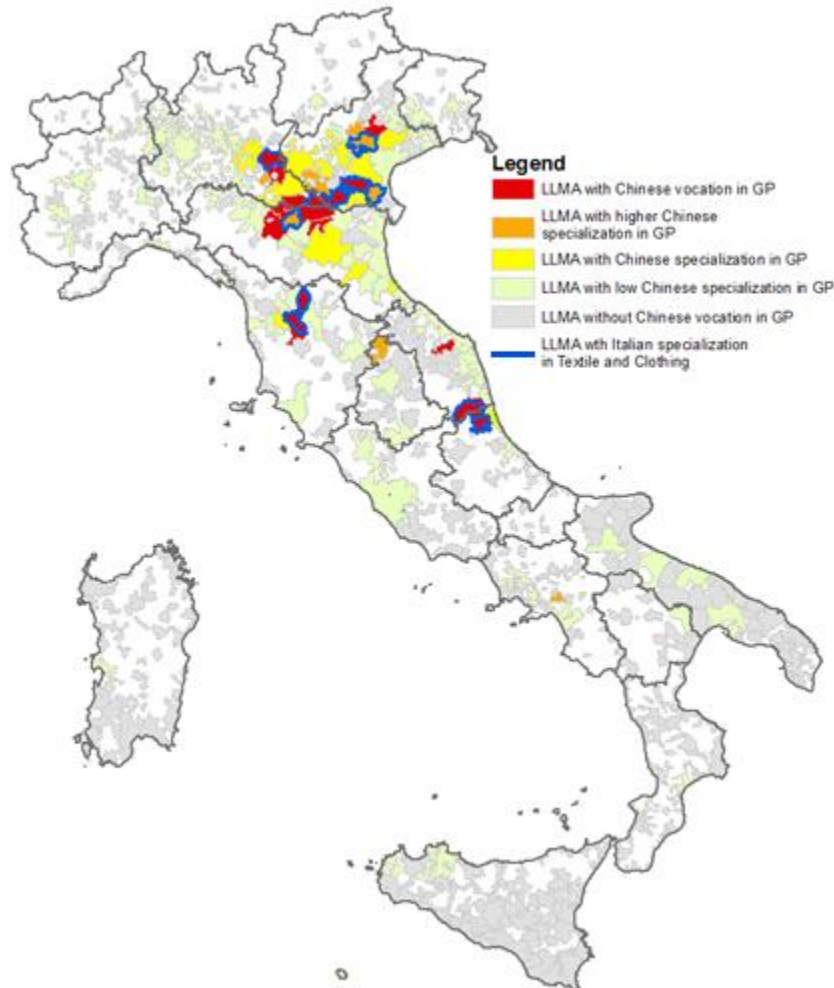 Legend
LLMA with Chinese vocation in GP
LLMA with higher Chinese
specialization in GP
LLMA with Chinese specialization in GP
LLMA with low Chinese specialization in GP
LLMA without Chinese vocation in GP
LLMA wth Italian specialization
in Textile and Clothing